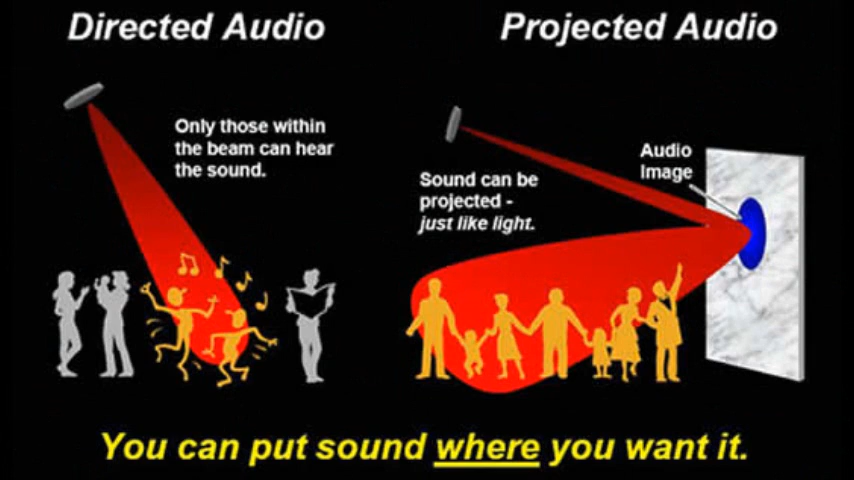 Directed Audio
Only those within
the beam can hear
the sound.
Projected Audio
Audio
Image
Sound can be
projected -
just like light.
You can put sound where you want it.